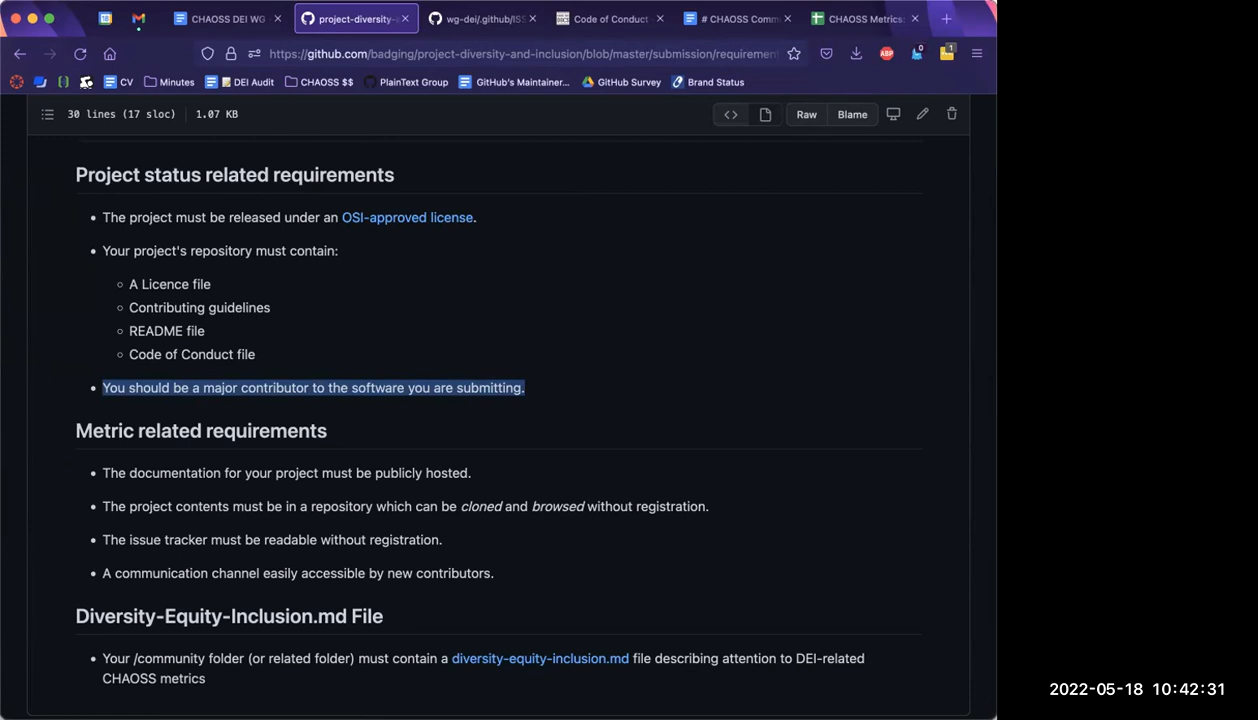 CHAOSS DEI WG
project-diversity-
wg-dei/.github/ISS
Code of Conduct
# CHAOSS Comm
CHAOSS Metrics:
https://github.com/badging/project-diversity-and-inclusion/blob/master/submission/requirement
0
1
CV
Minutes
DEI Audit
CHAOSS $$
PlainText Group
GitHub's Maintainer...
GitHub Survey
Brand Status
30 lines (17 sloc) 1.07 KB
Raw
Blame
Project status related requirements
The project must be released under an OSI-approved license.
Your project's repository must contain:
A Licence file
Contributing guidelines
README file
Code of Conduct file
You should be a major contributor to the software you are submitting.
Metric related requirements
The documentation for your project must be publicly hosted.
The project contents must be in a repository which can be cloned and browsed without registration.
The issue tracker must be readable without registration.
A communication channel easily accessible by new contributors.
Diversity-Equity-Inclusion.md File
Your /community folder (or related folder) must contain a diversity-equity-inclusion.md file describing attention to DEI-related
CHAOSS metrics
2022-05-18 10:42:31